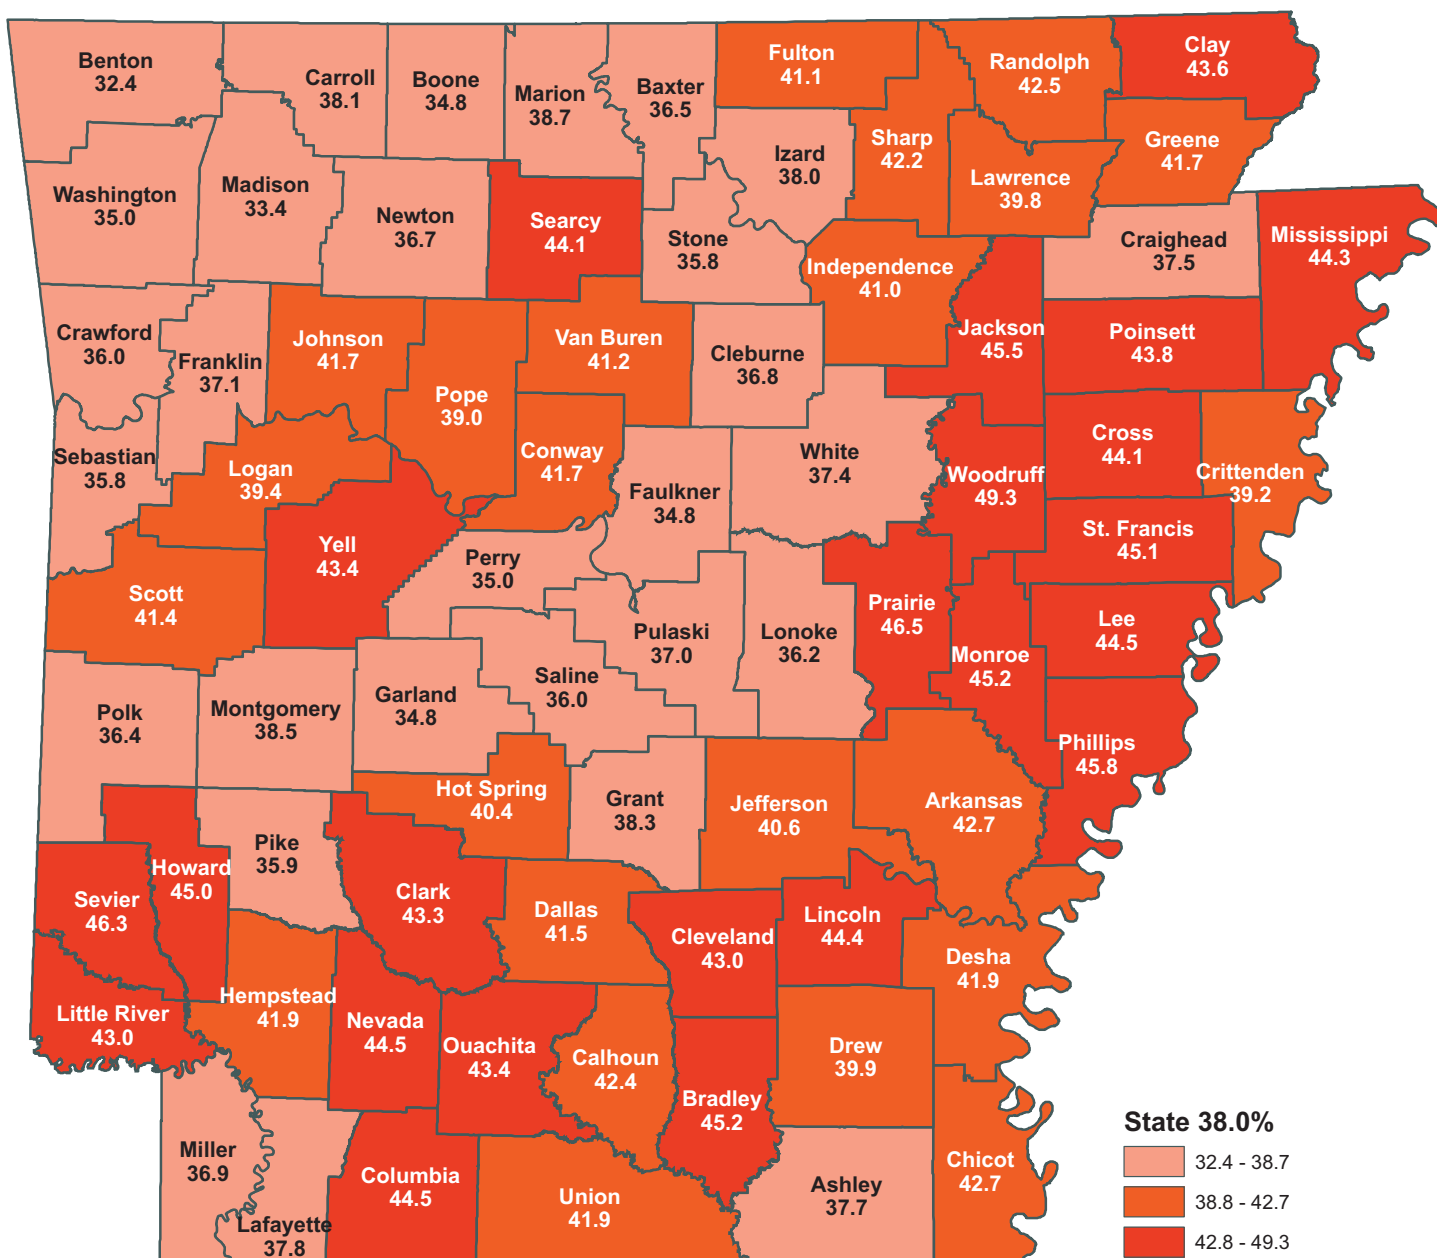 Benton
32.4
Carroll
38.1
Boone
34.8
Marion
38.7
Baxter
36.5
Fulton
41.1
Randolph
42.5
Clay
43.6
Izard
38.0
Sharp
42.2
Lawrence
39.8
Greene
41.7
Washington
35.0
Madison
33.4
Newton
36.7
Searcy
44.1
Stone
35.8
Independence
41.0
Craighead
37.5
Mississippi
44.3
Crawford
36.0
Franklin
37.1
Johnson
41.7
Pope
39.0
Van Buren
41.2
Cleburne
36.8
Jackson
45.5
Poinsett
43.8
Sebastian
35.8
Logan
39.4
Conway
41.7
Faulkner
34.8
White
37.4
Woodruff
49.3
Cross
44.1
Crittenden
39.2
St. Francis
45.1
Scott
41.4
Yell
43.4
Perry
35.0
Pulaski
37.0
Lonoke
36.2
Prairie
46.5
Monroe
45.2
Lee
44.5
Polk
36.4
Montgomery
38.5
Garland
34.8
Saline
36.0
Phillips
45.8
Hot Spring
40.4
Grant
38.3
Jefferson
40.6
Arkansas
42.7
Sevier
46.3
Howard
45.0
Pike
35.9
Clark
43.3
Dallas
41.5
Cleveland
43.0
Lincoln
44.4
Desha
41.9
Little River
43.0
Hempstead
41.9
Nevada
44.5
Ouachita
43.4
Calhoun
42.4
Bradley
45.2
Drew
39.9
Miller
36.9
Lafayette
37.8
Columbia
44.5
Union
41.9
Ashley
37.7
Chicot
42.7
State 38.0%
32.4 - 38.7
38.8 - 42.7
42.8 - 49.3